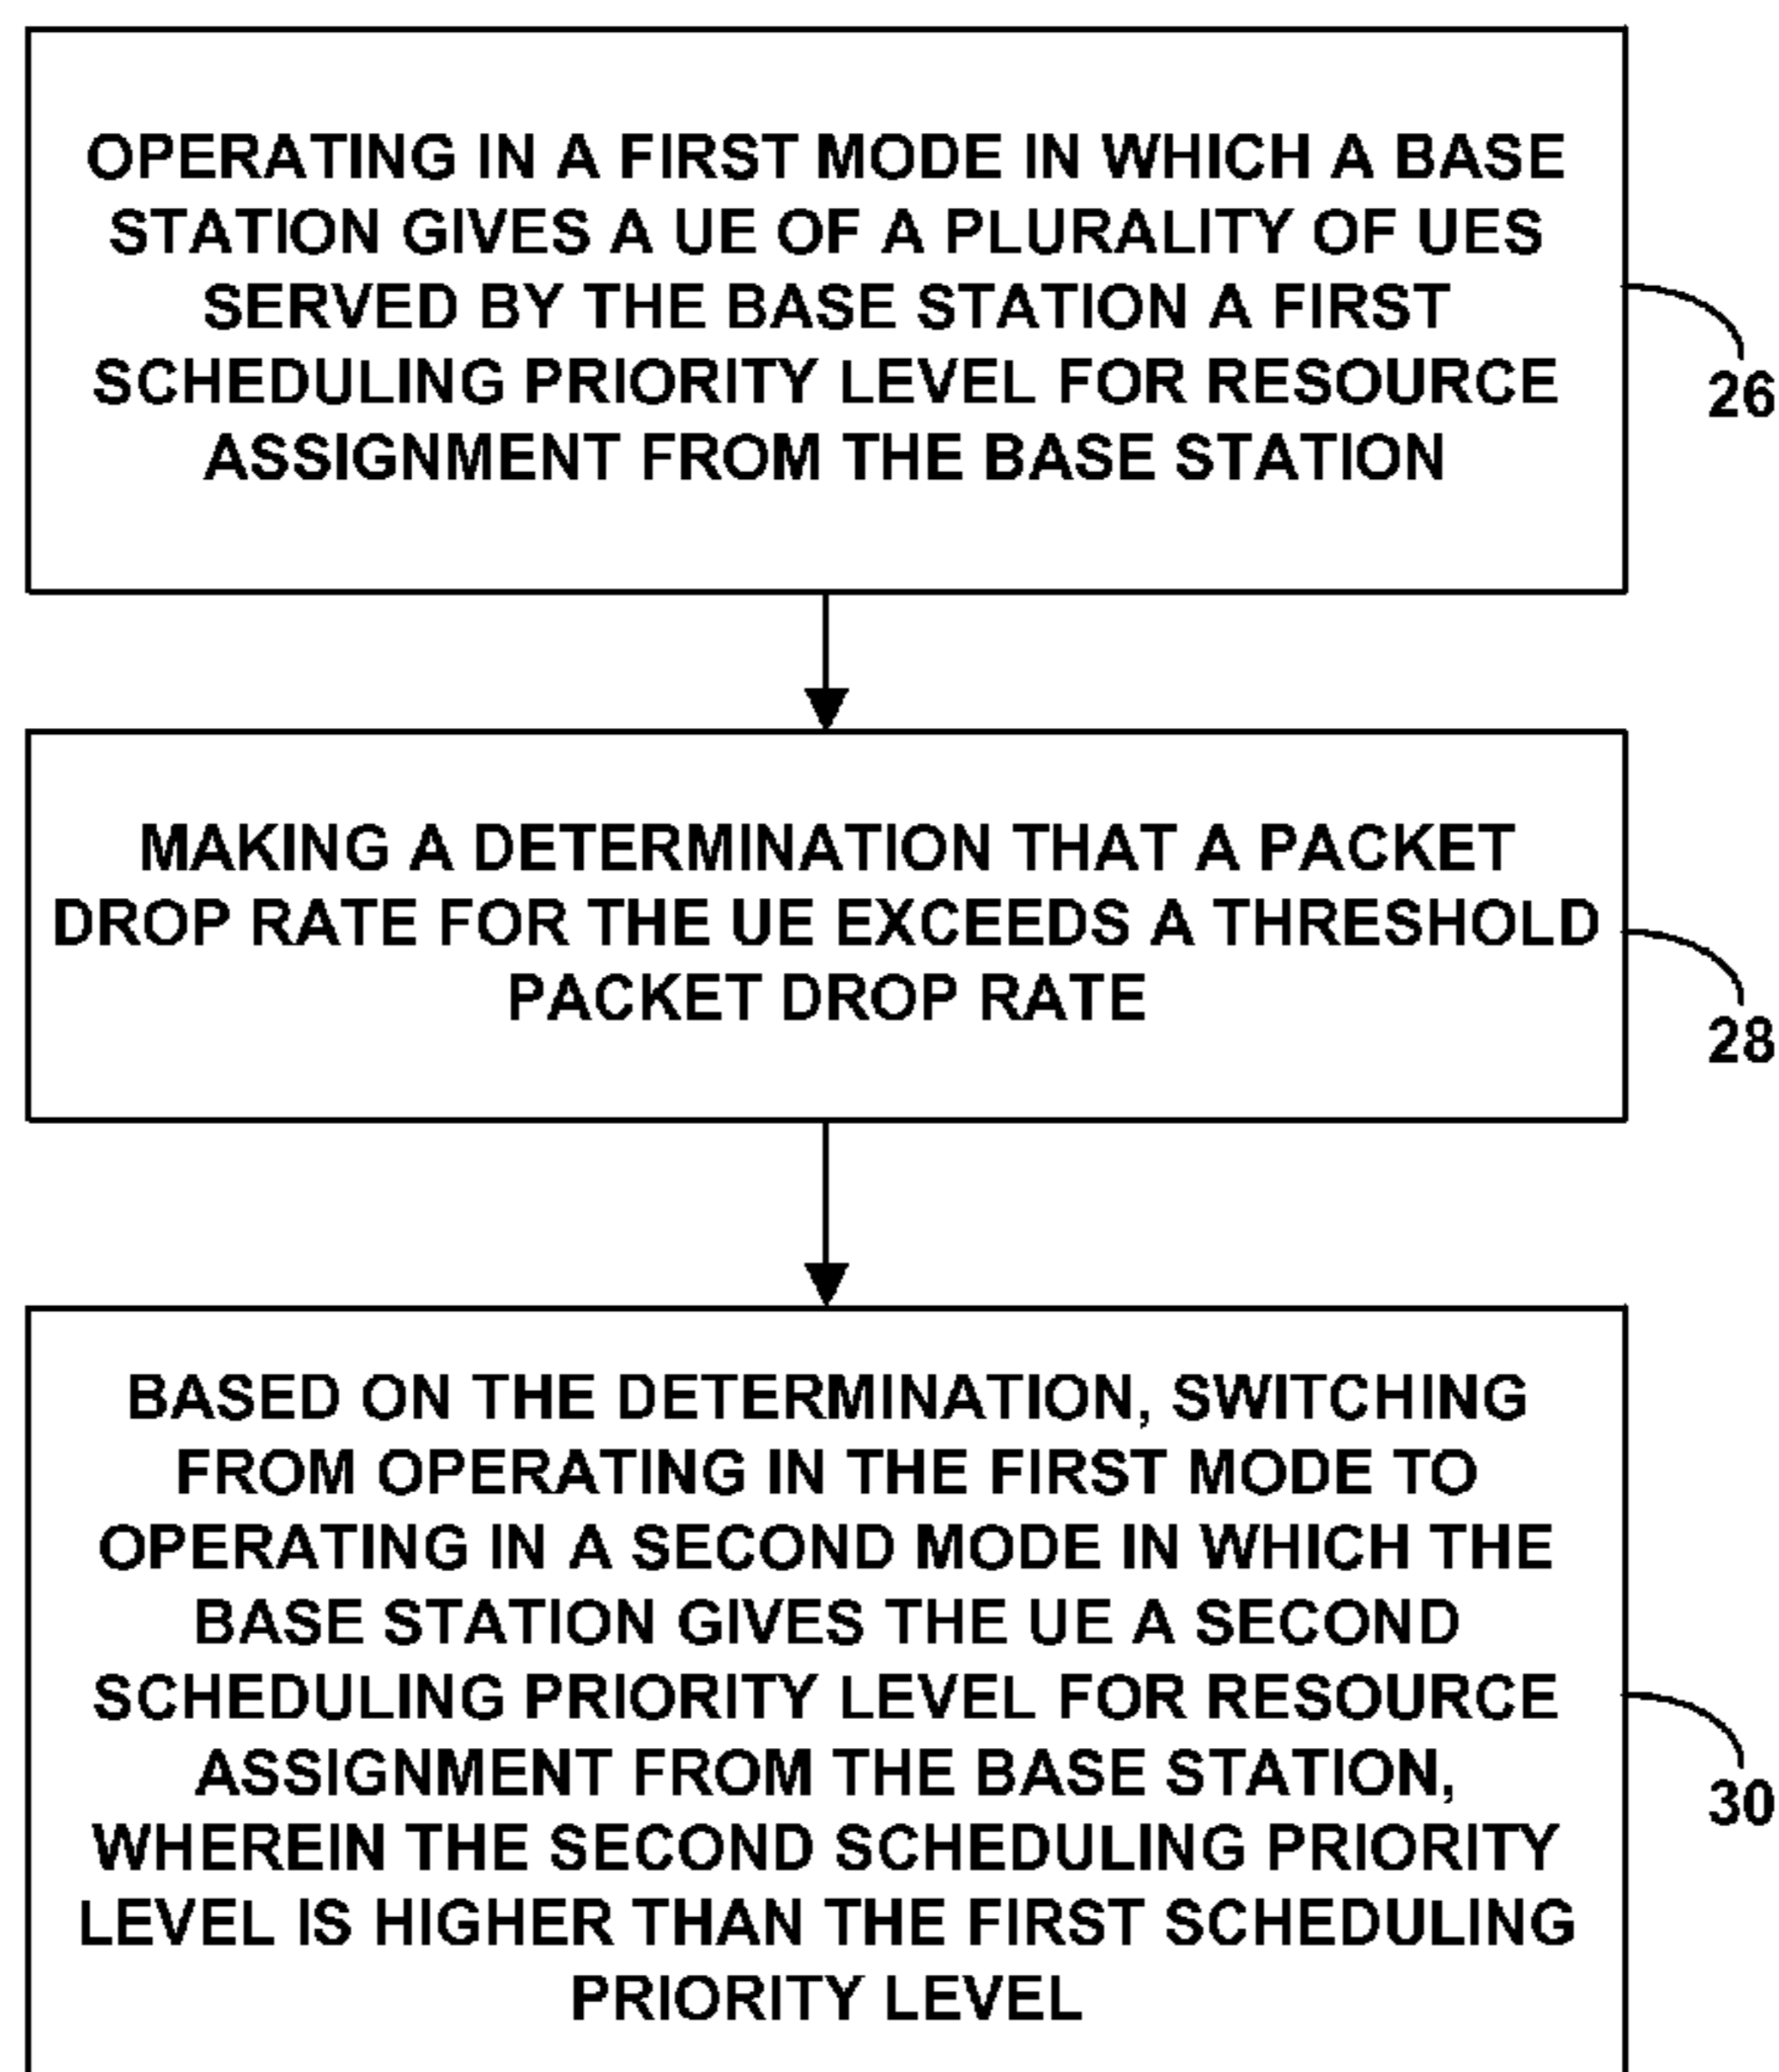 OPERATING IN A FIRST MODE IN WHICH A BASE
STATION GIVES A UE OF A PLURALITY OF UES
SERVED BY THE BASE STATION A FIRST
SCHEDULING PRIORITY LEVEL FOR RESOURCE
ASSIGNMENT FROM THE BASE STATION
26
MAKING A DETERMINATION THAT A PACKET
DROP RATE FOR THE UE EXCEEDS A THRESHOLD
PACKET DROP RATE
28
BASED ON THE DETERMINATION, SWITCHING
FROM OPERATING IN THE FIRST MODE TO
OPERATING IN A SECOND MODE IN WHICH THE
BASE STATION GIVES THE UE A SECOND
SCHEDULING PRIORITY LEVEL FOR RESOURCE
ASSIGNMENT FROM THE BASE STATION,
WHEREIN THE SECOND SCHEDULING PRIORITY
LEVEL IS HIGHER THAN THE FIRST SCHEDULING
PRIORITY LEVEL
30